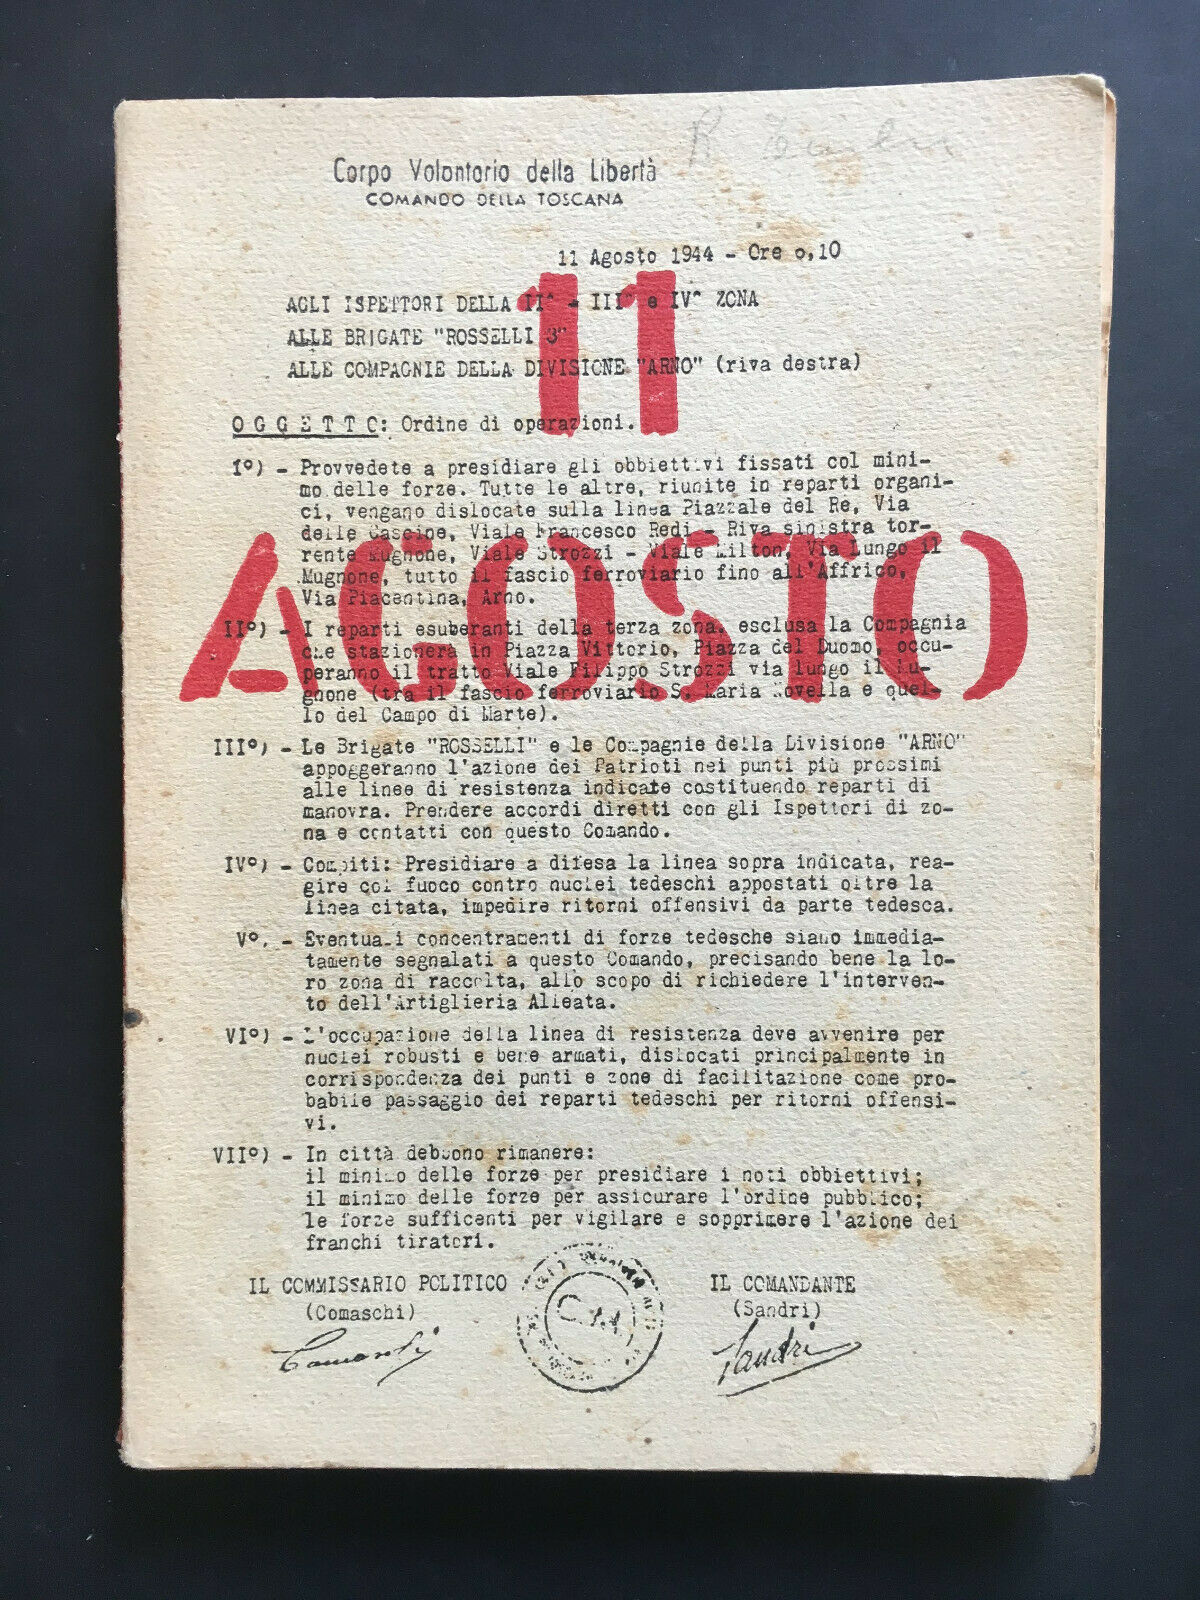 Corpo Volontario della Libertà
COMANDO DELLA TOSCANA
11 Agosto 1944 - Ore 0,10
11
AGLI ISPETTORI DELLA II^ - III^ e IV^ ZONA
ALLE BRIGATE "ROSSELLI 3"
ALLE COMPAGNIE DELLA DIVISIONE "ARNO" (riva destra)
OGGETTO: Ordine di operazioni.
AGOSTO
I°) - Provvedete a presidiare gli obbiettivi fissati col mini-
mo delle forze. Tutte le altre, riunite in reparti organi-
ci, vengano dislocate sulla linea Piazzale del Re, Via
delle Cascine, Viale Francesco Redi - Riva sinistra tor-
rente Mugnone, Viale Strozzi - Viale Milton, Via Lungo il
Mugnone, tutto il fascio ferroviario fino all'Affrico,
Via Piacentina, Arno.
II°) - I reparti esuberanti della terza zona, esclusa la Compagnia
che stazionerà in Piazza Vittorio, Piazza del Duomo, occu-
peranno il tratto Viale Filippo Strozzi via lungo il Mu-
gnone (tra il fascio ferroviario S. Maria Novella e quel-
lo del Campo di Marte).
III°) - Le Brigate "ROSSELLI" e le Compagnie della Divisione "ARNO"
appoggeranno l'azione dei Patrioti nei punti più prossimi
alle linee di resistenza indicate costituendo reparti di
manovra. Prendere accordi diretti con gli Ispettori di zo-
na e contatti con questo Comando.
IV°) - Compiti: Presidiare a difesa la linea sopra indicata, rea-
gire col fuoco contro nuclei tedeschi appostati oltre la
linea citata, impedire ritorni offensivi da parte tedesca.
V°. - Eventuali concentramenti di forze tedesche siano immedia-
tamente segnalati a questo Comando, precisando bene la lo-
ro zona di raccolta, allo scopo di richiedere l'interven-
to dell'Artiglieria Alleata.
VI°) - L'occupazione della linea di resistenza deve avvenire per
nuclei robusti e bene armati, dislocati principalmente in
corrispondenza dei punti e zone di facilitazione come pro-
babile passaggio dei reparti tedeschi per ritorni offensi-
vi.
VII°) - In città debbono rimanere:
il minimo delle forze per presidiare i noti obbiettivi;
il minimo delle forze per assicurare l'ordine pubblico;
le forze sufficenti per vigilare e sopprimere l'azione dei
franchi tiratori.
IL COMMISSARIO POLITICO IL COMANDANTE
(Comaschi) (Sandri)
Sandri